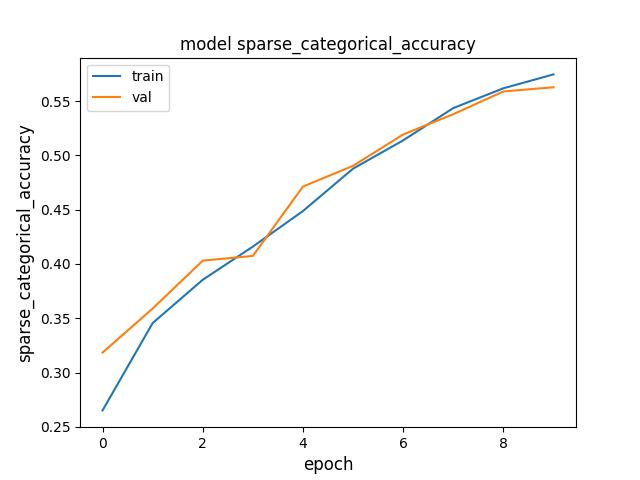 model sparse_categorical_accuracy
train
val
sparse_categorical_accuracy
0.55
0.50
0.45
0.40
0.35
0.30
0.25
0 2 4 6 8
epoch